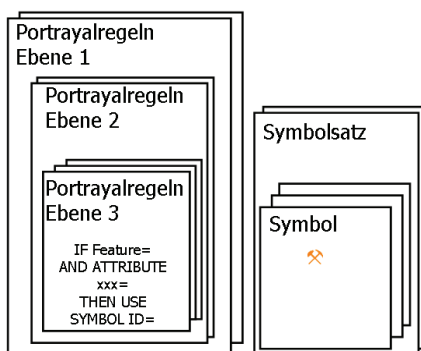 Portrayalregeln
Ebene 1
Portrayalregeln
Ebene 2
Portrayalregeln
Ebene 3
IF Feature=
AND ATTRIBUTE
xxx=
THEN USE
SYMBOL ID=
Symbolsatz
Symbol